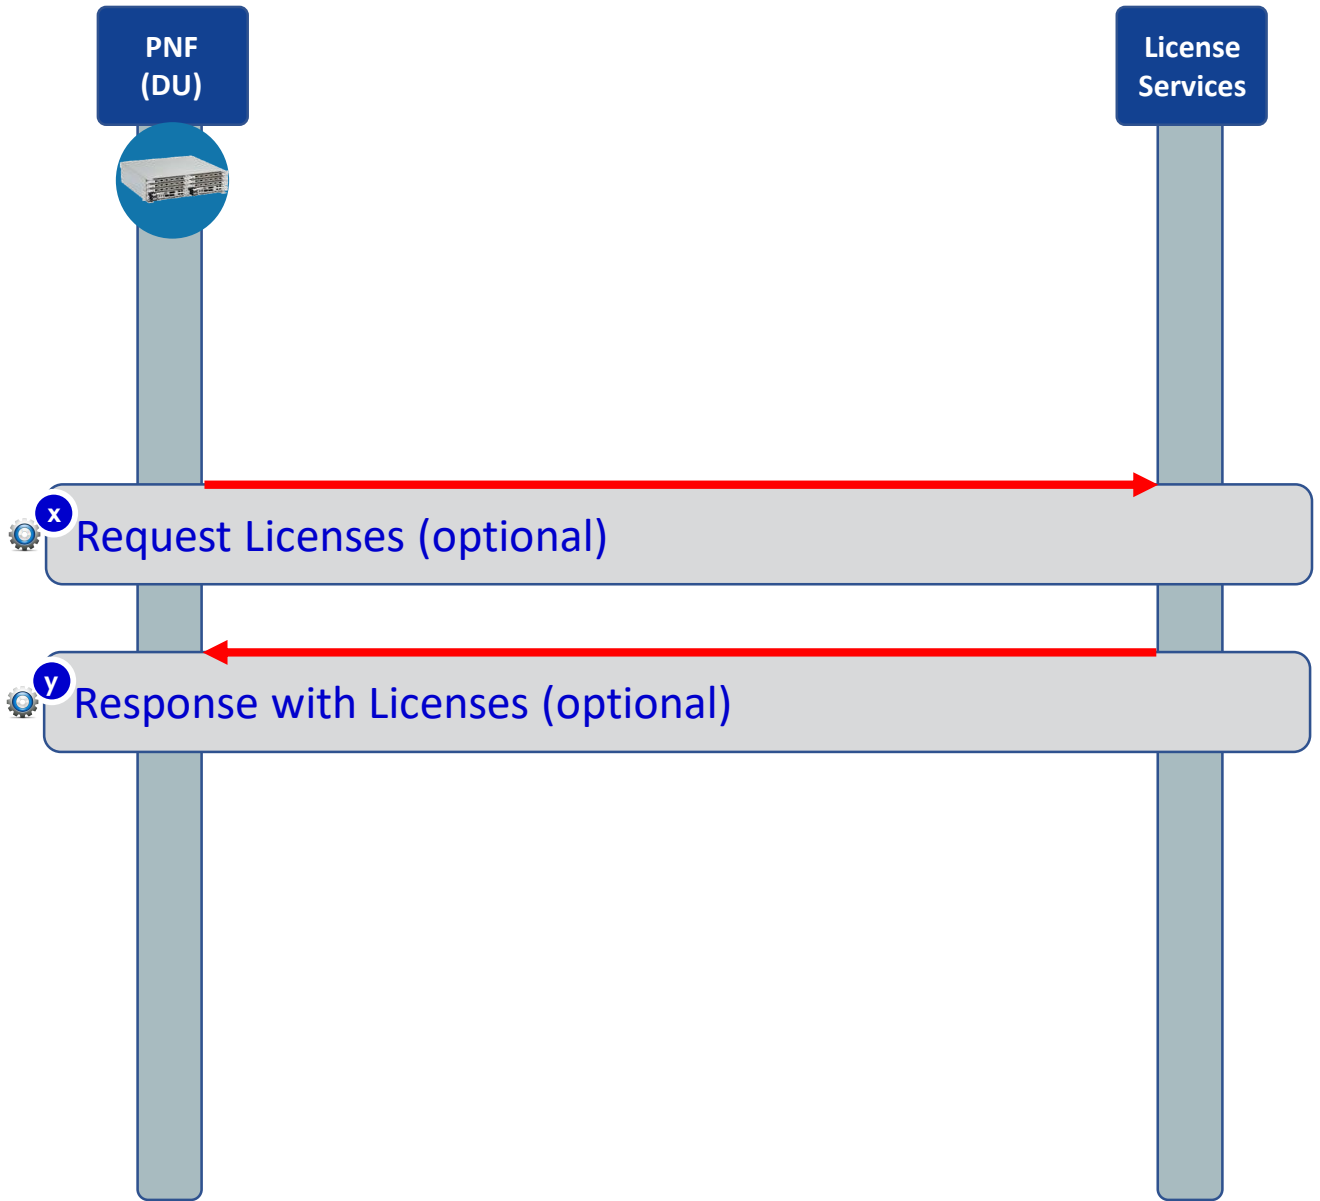 PNF
(DU)
License
Services
x
Request Licenses (optional)
y
Response with Licenses (optional)